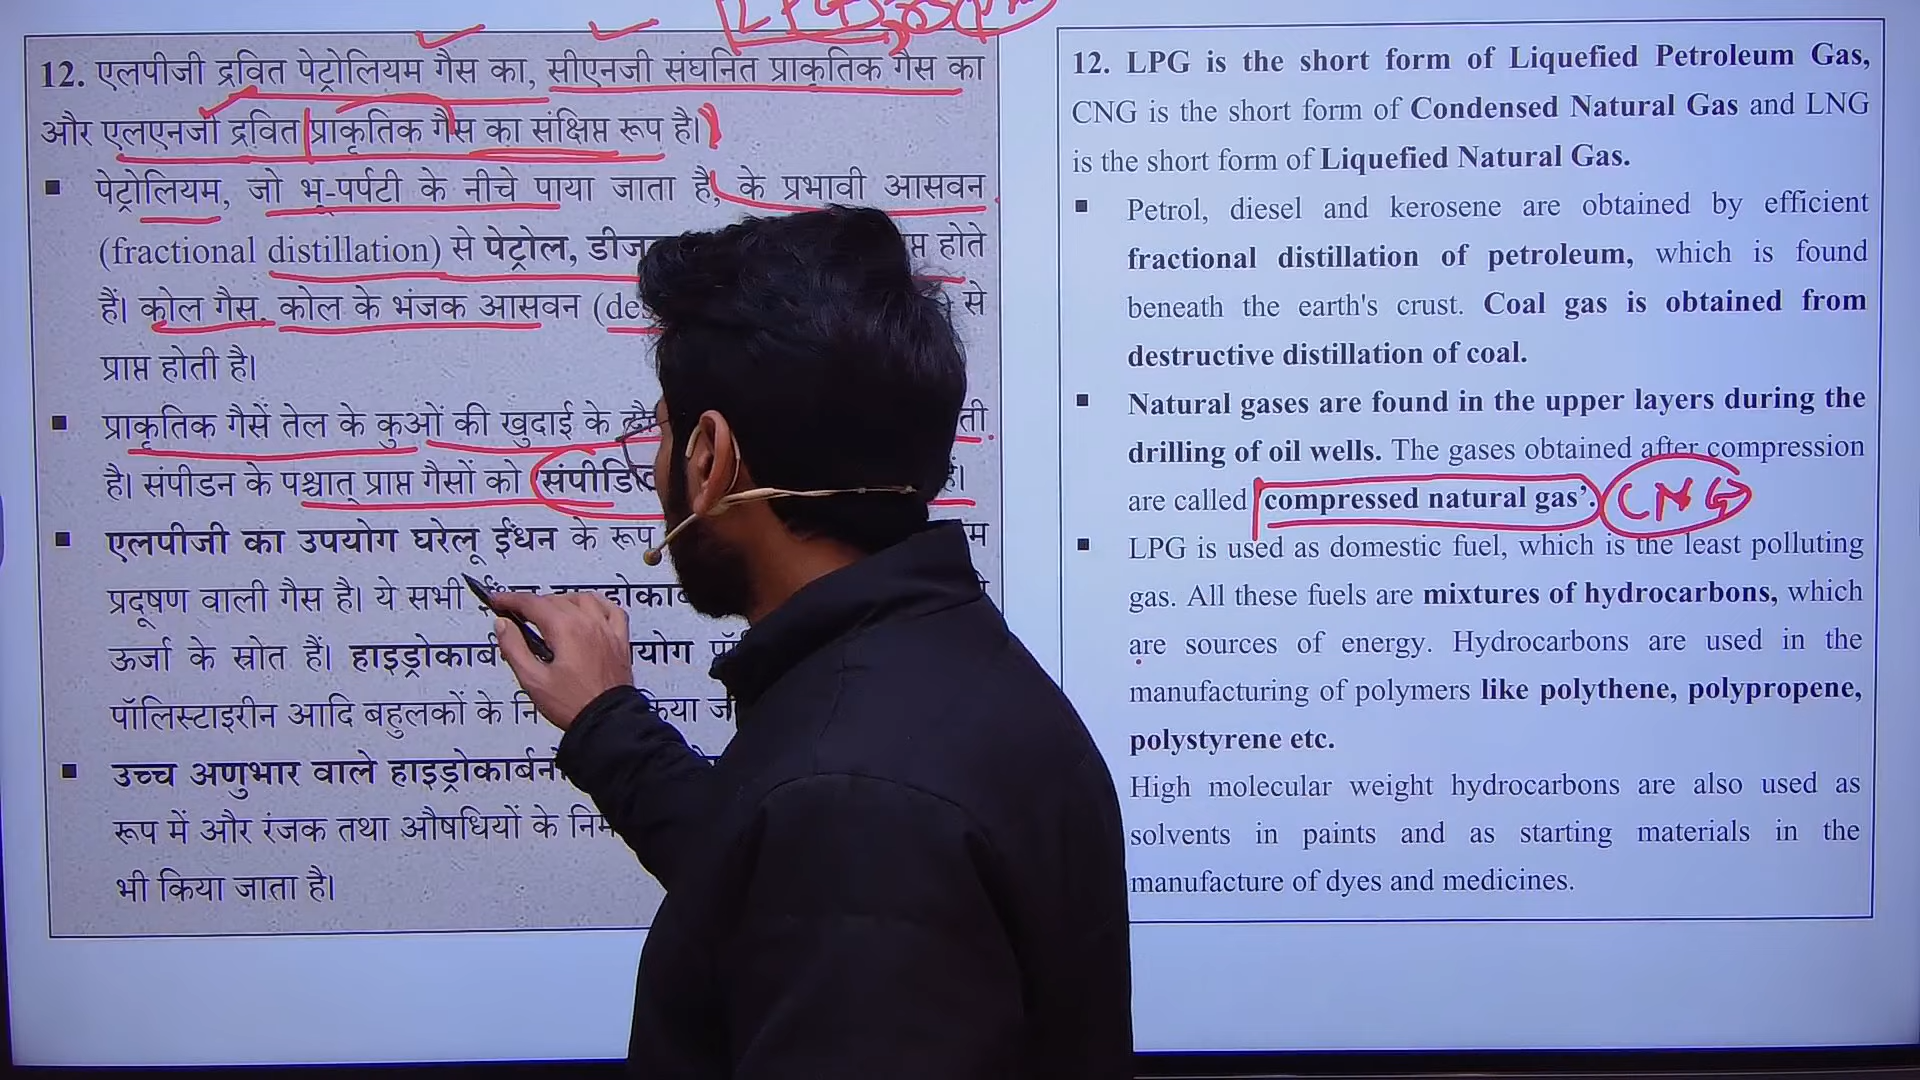 LPG
12. एलपीजी द्रवित पेट्रोलियम गैस का, सीएनजी संघनित प्राकृतिक गैस का
और एलएनजी द्रवित प्राकृतिक गैस का संक्षिप्त रूप है।
▪ पेट्रोलियम, जो भू-पर्पटी के नीचे पाया जाता है, के प्रभावी आसवन
(fractional distillation) से पेट्रोल, होते
हैं। कोल गैस. कोल के भंजक आसवन से
प्राप्त होती है।
▪ प्राकृतिक गैसें तेल के कुओं की खुदाई के
है। संपीडन के पश्चात् प्राप्त गैसों को हैं।
▪ एलपीजी का उपयोग घरेलू ईंधन के रूप
प्रदूषण वाली गैस है। ये सभी ईंधन
ऊर्जा के स्रोत हैं।
पॉलिस्टाइरीन आदि बहुलकों के
▪ उच्च अणुभार वाले
रूप में और रंजक तथा औषधियों के
भी किया जाता है।
12. LPG is the short form of Liquefied Petroleum Gas,
CNG is the short form of Condensed Natural Gas and LNG
is the short form of Liquefied Natural Gas.
▪ Petrol, diesel and kerosene are obtained by efficient
fractional distillation of petroleum, which is found
beneath the earth's crust. Coal gas is obtained from
destructive distillation of coal.
▪ Natural gases are found in the upper layers during the
drilling of oil wells. The gases obtained after compression
are called 'compressed natural gas'. CNG
▪ LPG is used as domestic fuel, which is the least polluting
gas. All these fuels are mixtures of hydrocarbons, which
are sources of energy. Hydrocarbons are used in the
manufacturing of polymers like polythene, polypropene,
polystyrene etc.
High molecular weight hydrocarbons are also used as
solvents in paints and as starting materials in the
manufacture of dyes and medicines.